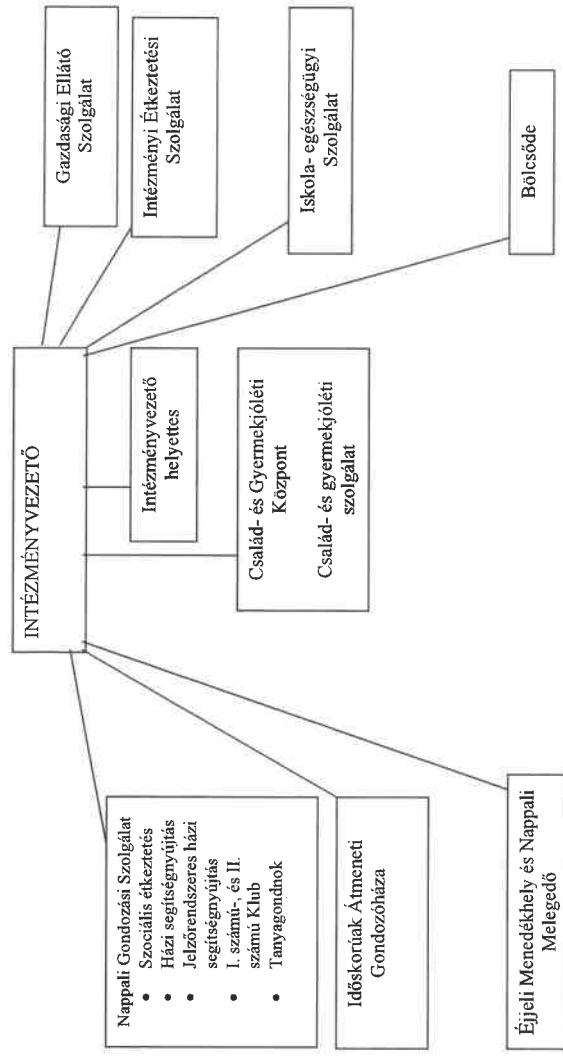 INTÉZMÉNYVEZETŐ
Nappali Gondozási Szolgálat
• Szociális étkeztetés
• Házi segítségnyújtás
• Jelzőrendszeres házi
segítségnyújtás
• I. számú-, és II.
számú Klub
• Tanyagondnok
Időskorúak Átmeneti
Gondozóháza
Éjjeli Menedékhely és Nappali
Melegedő
Intézményvezető
helyettes
Család- és Gyermekjóléti
Központ
Család- és gyermekjóléti
szolgálat
Gazdasági Ellátó
Szolgálat
Intézményi Étkeztetési
Szolgálat
Iskola- egészségügyi
Szolgálat
Bölcsőde